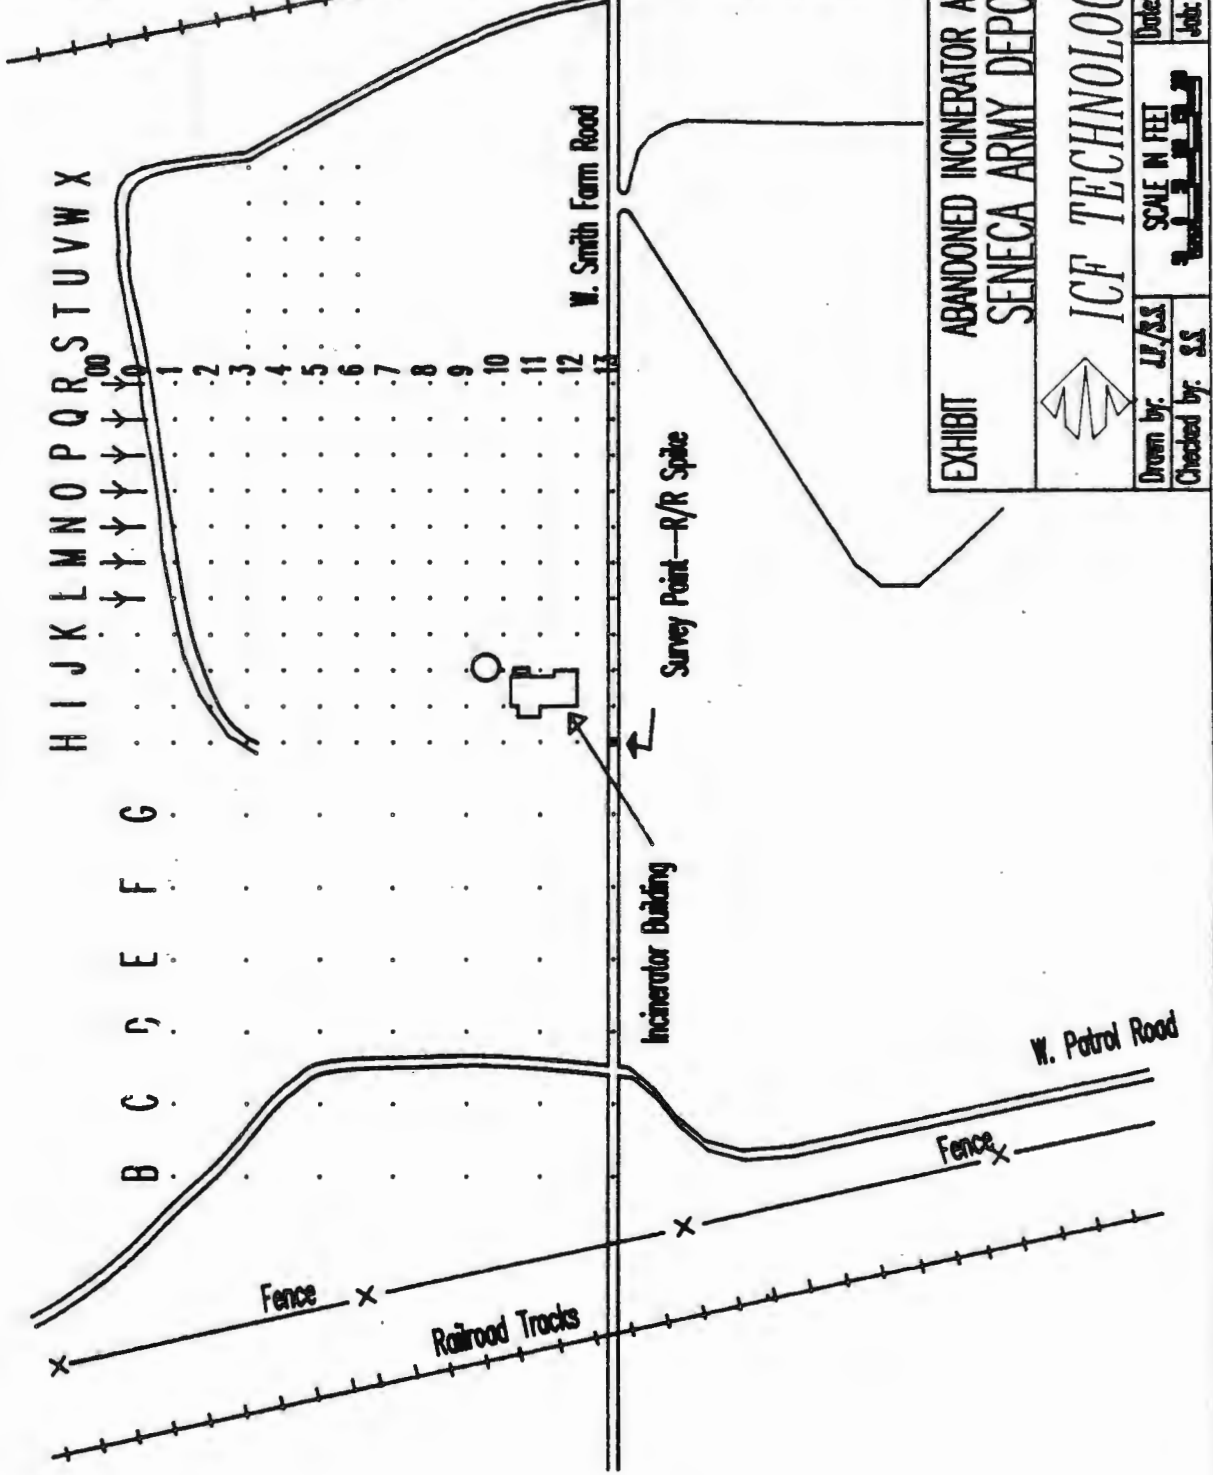 H I J K L M N O P Q R S T U V W X
B C D E F G
00
0
1
2
3
4
5
6
7
8
9
10
11
12
13
Y Y Y Y Y Y Y
W. Smith Farm Road
Survey Point—R/R Spike
Incinerator Building
W. Patrol Road
Fence
Fence
Railroad Tracks
EXHIBIT ABANDONED INCINERATOR A
SENECA ARMY DEPO
ICF TECHNOLO
Drawn by: J.F./S.S.
Checked by: S.S.
SCALE IN FEET
Date:
Job: